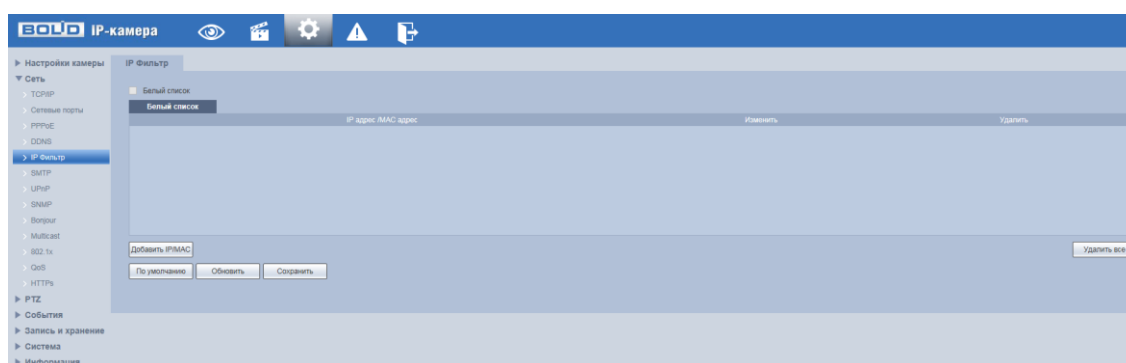 BOLID IP-камера
Настройки камеры
Сеть
TCP/IP
Сетевые порты
PPPoE
DDNS
IP Фильтр
SMTP
UPnP
SNMP
Bonjour
Multicast
802.1x
QoS
HTTPs
PTZ
События
Запись и хранение
Система
Информация
IP Фильтр
Белый список
Белый список
IP адрес /MAC адрес Изменить Удалить
Добавить IP/MAC Удалить все
По умолчанию Обновить Сохранить